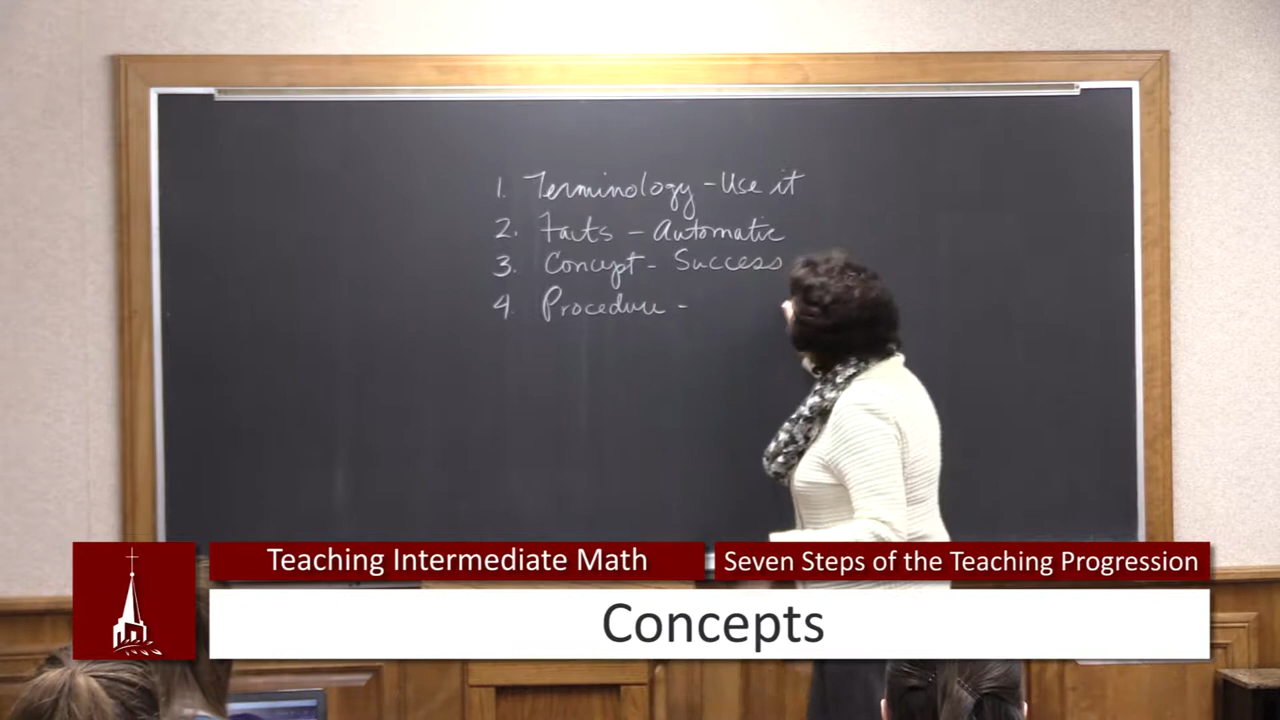 1. Terminology - Use it
2. Facts - Automatic
3. Concept - Success
4. Procedure -
Teaching Intermediate Math
Seven Steps of the Teaching Progression
Concepts